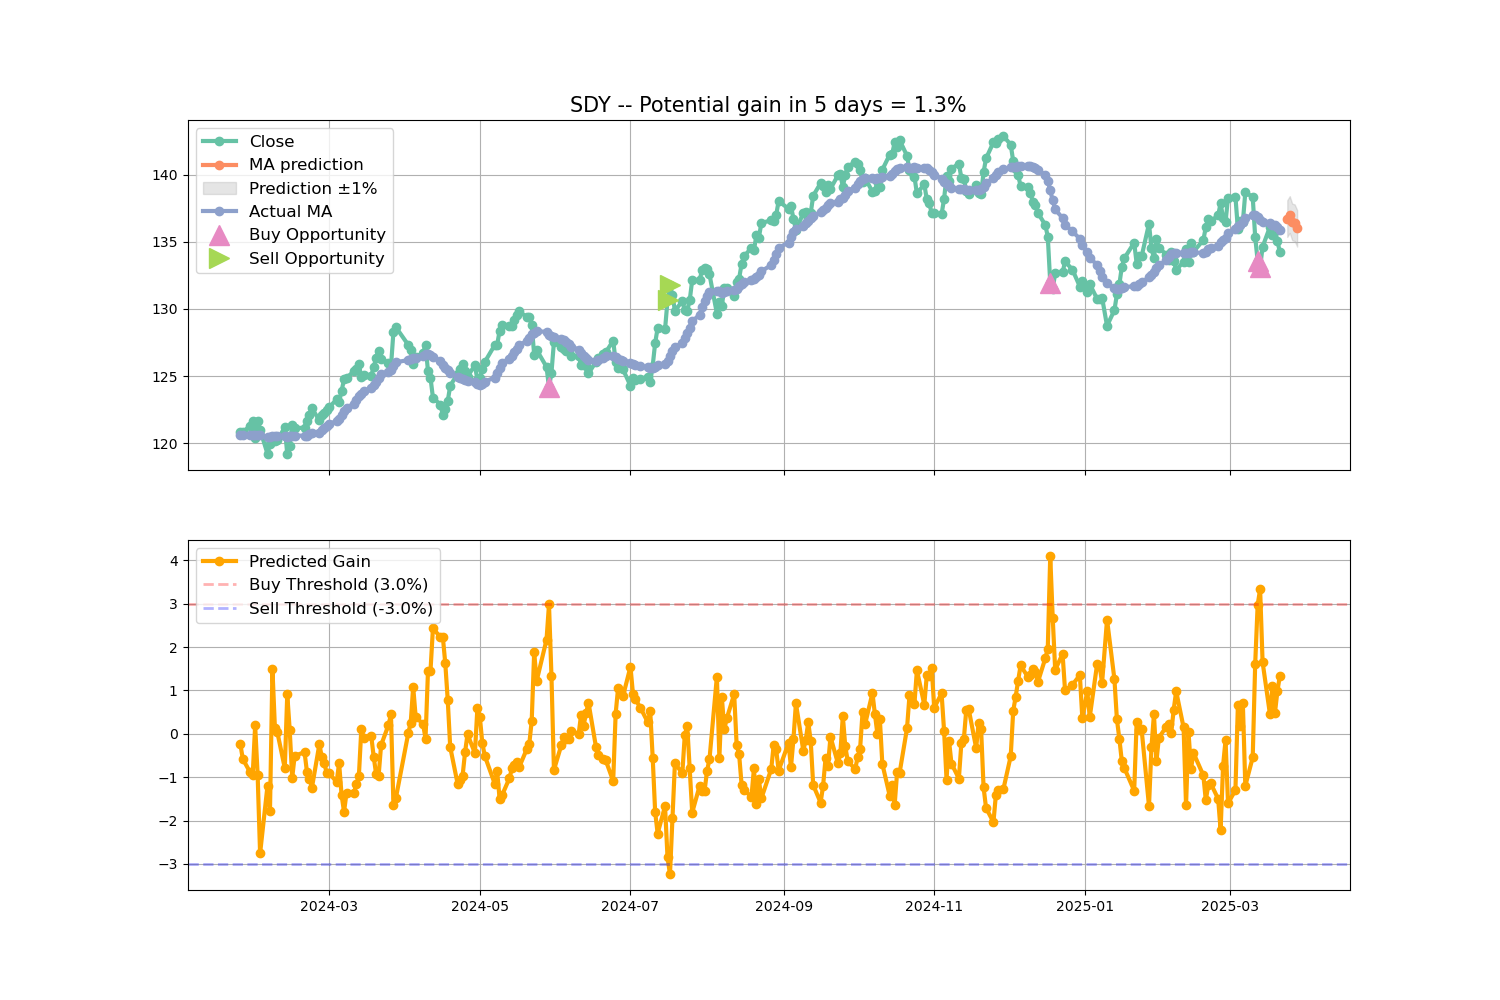 SDY -- Potential gain in 5 days = 1.3%
Close
MA prediction
Prediction ±1%
Actual MA
Buy Opportunity
Sell Opportunity
140
135
130
125
120
Predicted Gain
Buy Threshold (3.0%)
Sell Threshold (-3.0%)
4
3
2
1
0
−1
−2
−3
2024-03 2024-05 2024-07 2024-09 2024-11 2025-01 2025-03